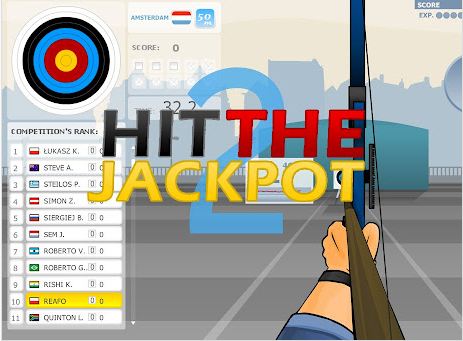 AMSTERDAM
50 m
SCORE: 0
SCORE
EXP.
32.2
2
HIT THE
JACKPOT
COMPETITION'S RANK:
1 ŁUKASZ K. 0 0
2 STEVE A. 0 0
3 STEILOS P. 0 0
4 SIMON Z. 0 0
5 SIERGIEJ B. 0 0
6 SEM J. 0 0
7 ROBERTO V. 0 0
8 ROBERTO G. 0 0
9 RISHI K. 0 0
10 REAFO 0 0
11 QUINTON L. 0 0